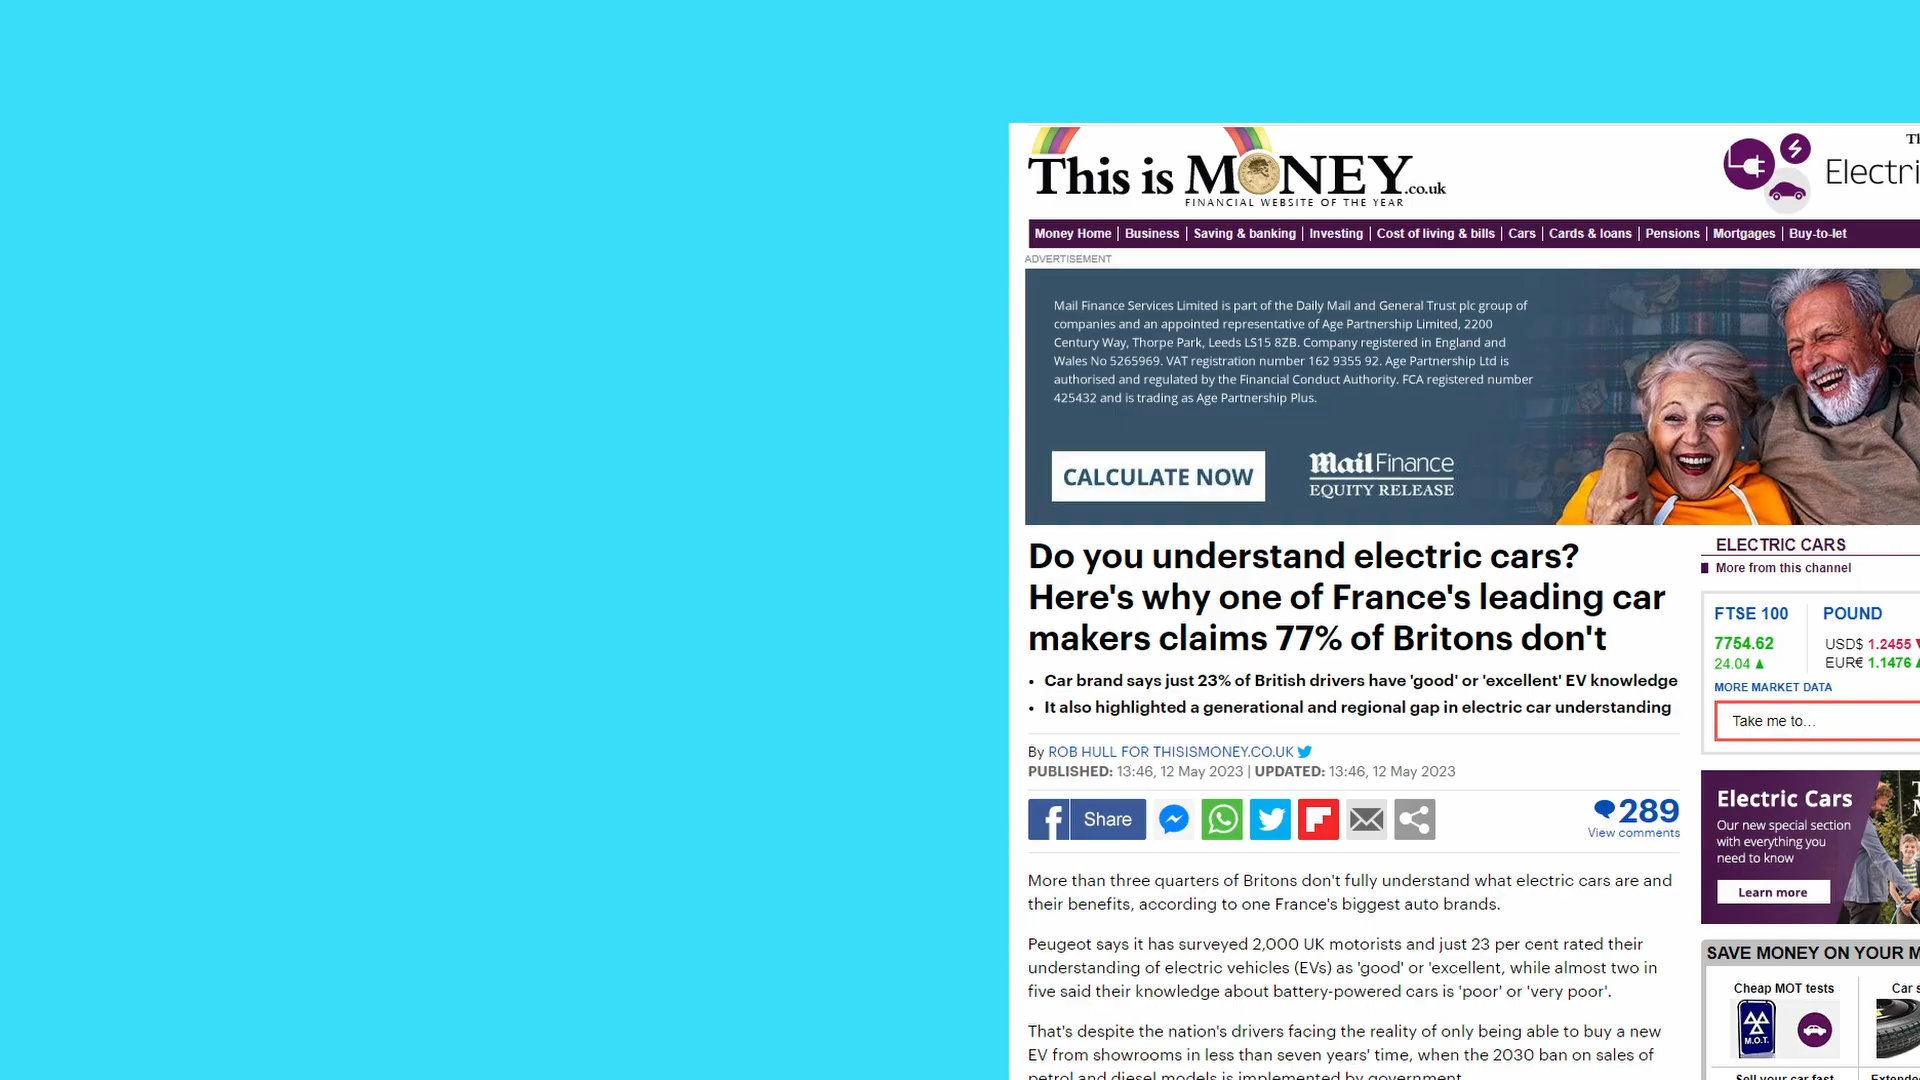 This is MONEY.co.uk
FINANCIAL WEBSITE OF THE YEAR
Money Home | Business | Saving & banking | Investing | Cost of living & bills | Cars | Cards & loans | Pensions | Mortgages | Buy-to-let
ADVERTISEMENT
Mail Finance Services Limited is part of the Daily Mail and General Trust plc group of
companies and an appointed representative of Age Partnership Limited, 2200
Century Way, Thorpe Park, Leeds LS15 8ZB. Company registered in England and
Wales No 5265969. VAT registration number 162 9355 92. Age Partnership Ltd is
authorised and regulated by the Financial Conduct Authority. FCA registered number
425432 and is trading as Age Partnership Plus.
CALCULATE NOW
Mail Finance
EQUITY RELEASE
Do you understand electric cars?
Here's why one of France's leading car
makers claims 77% of Britons don't
• Car brand says just 23% of British drivers have 'good' or 'excellent' EV knowledge
• It also highlighted a generational and regional gap in electric car understanding
By ROB HULL FOR THISISMONEY.CO.UK
PUBLISHED: 13:46, 12 May 2023 | UPDATED: 13:46, 12 May 2023
Share
289
View comments
More than three quarters of Britons don't fully understand what electric cars are and
their benefits, according to one France's biggest auto brands.
Peugeot says it has surveyed 2,000 UK motorists and just 23 per cent rated their
understanding of electric vehicles (EVs) as 'good' or 'excellent, while almost two in
five said their knowledge about battery-powered cars is 'poor' or 'very poor'.
That's despite the nation's drivers facing the reality of only being able to buy a new
EV from showrooms in less than seven years' time, when the 2030 ban on sales of
petrol and diesel models is implemented by government.
ELECTRIC CARS
More from this channel
FTSE 100
7754.62
24.04 ▲
POUND
USD$ 1.2455
EUR€ 1.1476
MORE MARKET DATA
Take me to...
Electric Cars
Our new special section
with everything you
need to know
Learn more
SAVE MONEY ON YOUR
Cheap MOT tests
M.O.T.
Car
Sell your car fast